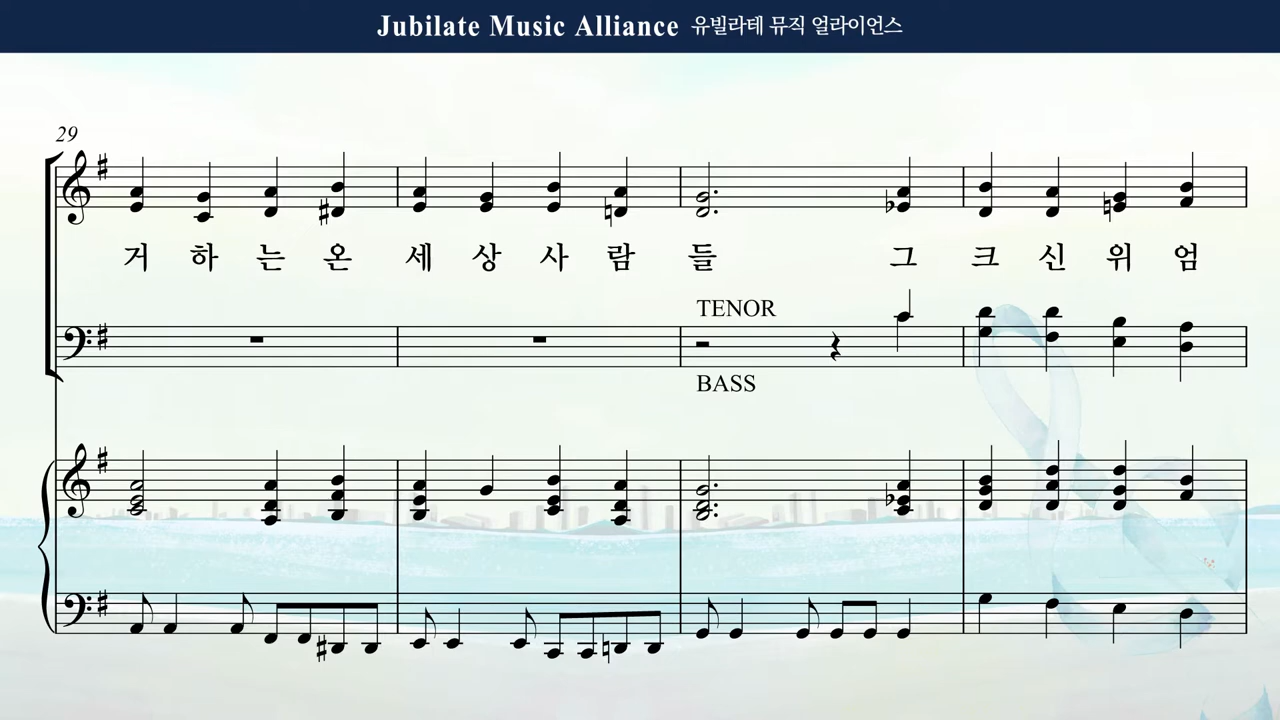 Jubilate Music Alliance 유빌라테 뮤직 얼라이언스
29
거 하 는 온 세 상 사 람 들 그 크 신 위 엄
TENOR
BASS